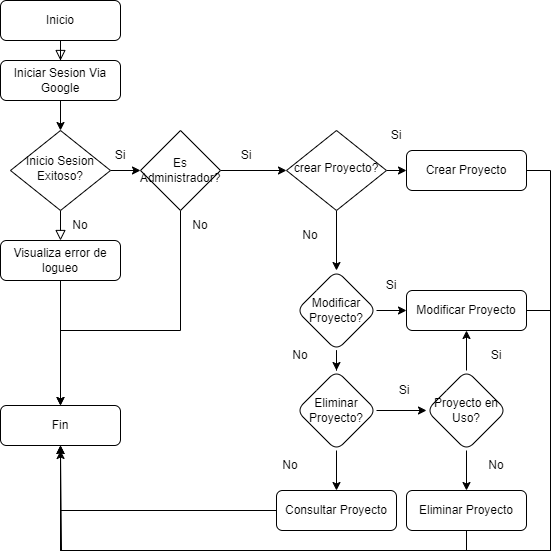 Inicio
Iniciar Sesion Via
Google
Inicio Sesion
Exitoso?
Si
Es
Administrador?
Si
crear Proyecto?
Si
Crear Proyecto
No
No
No
Visualiza error de
logueo
Modificar
Proyecto?
Si
Modificar Proyecto
No
Si
Eliminar
Proyecto?
Si
Proyecto en
Uso?
Fin
No
No
Consultar Proyecto
Eliminar Proyecto